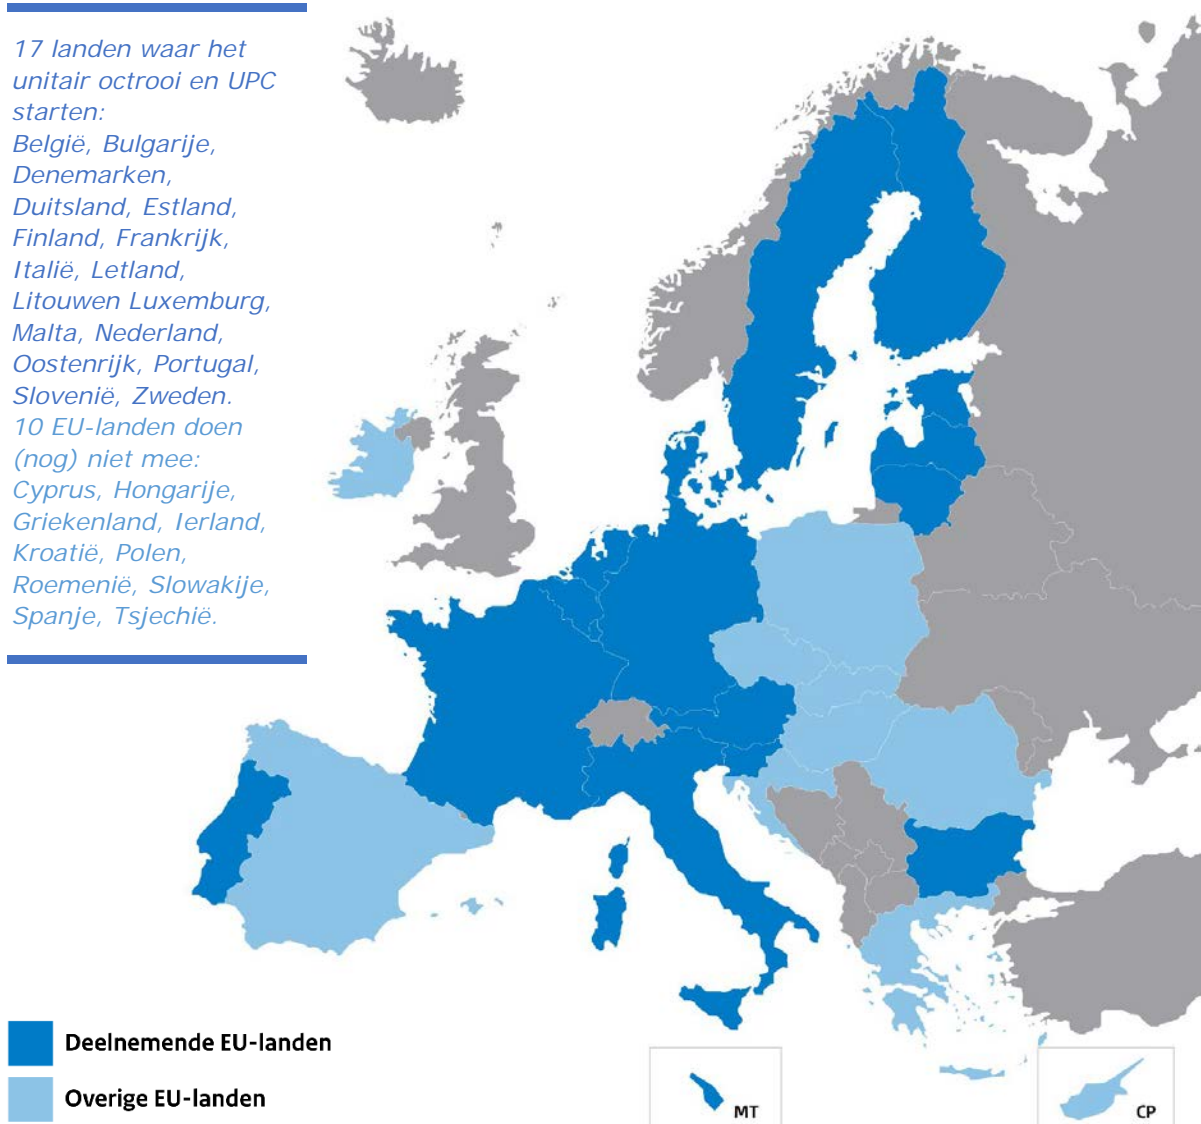 17 landen waar het
unitair octrooi en UPC
starten:
België, Bulgarije,
Denemarken,
Duitsland, Estland,
Finland, Frankrijk,
Italië, Letland,
Litouwen Luxemburg,
Malta, Nederland,
Oostenrijk, Portugal,
Slovenië, Zweden.
10 EU-landen doen
(nog) niet mee:
Cyprus, Hongarije,
Griekenland, Ierland,
Kroatië, Polen,
Roemenië, Slowakije,
Spanje, Tsjechië.
Deelnemende EU-landen
Overige EU-landen
MT
CP